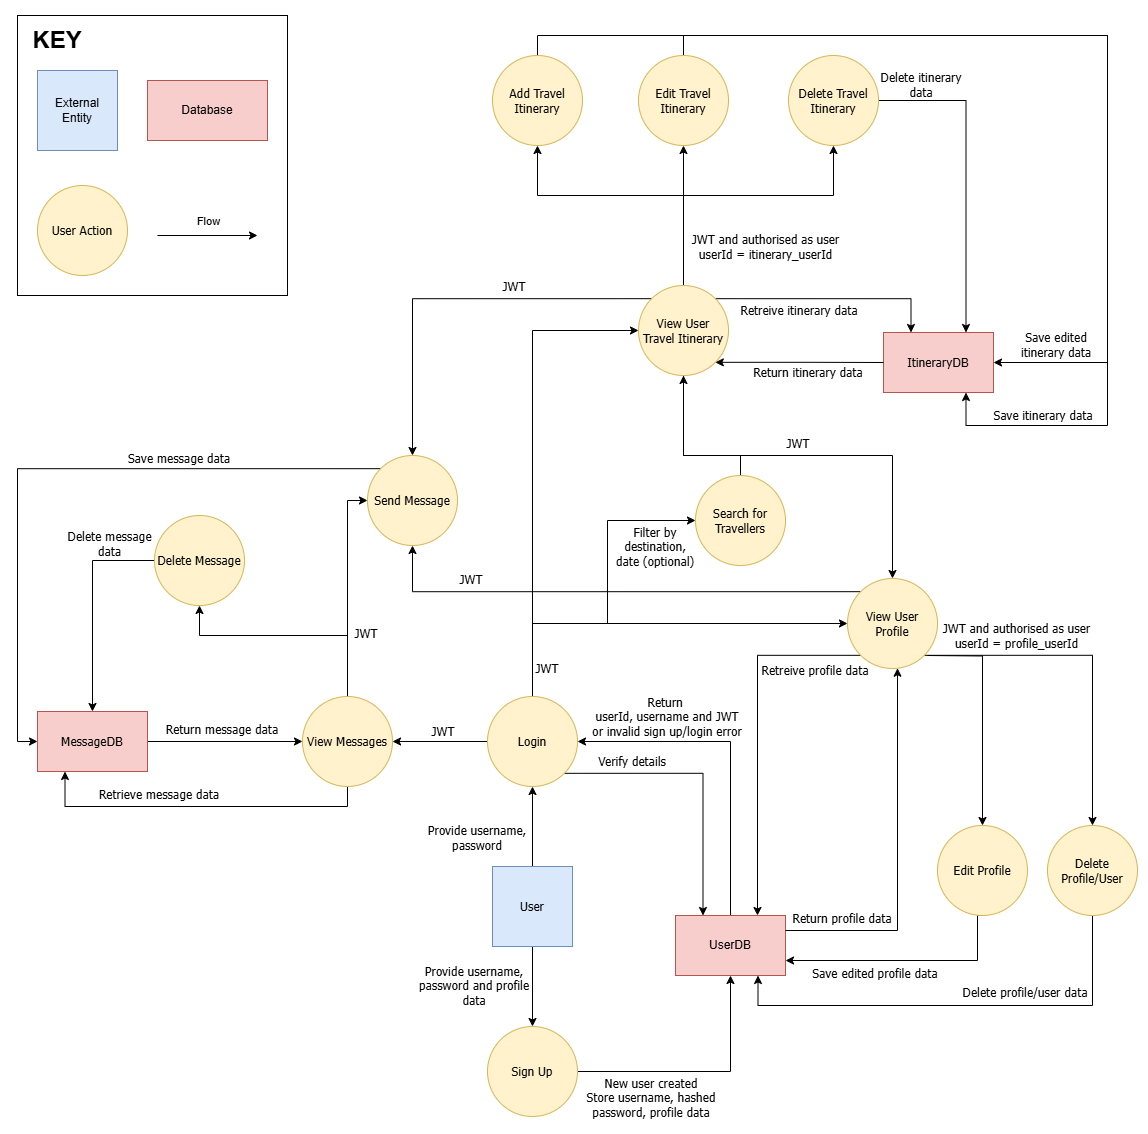 KEY
External
Entity
Database
User Action
Flow
Add Travel
Itinerary
Edit Travel
Itinerary
Delete Travel
Itinerary
Delete itinerary
data
JWT and authorised as user
userId = itinerary_userId
JWT
View User
Travel Itinerary
Retreive itinerary data
Return itinerary data
ItineraryDB
Save edited
itinerary data
Save itinerary data
JWT
Save message data
Send Message
Search for
Travellers
Filter by
destination,
date (optional)
Delete message
data
Delete Message
JWT
JWT
View User
Profile
JWT and authorised as user
userId = profile_userId
Retreive profile data
JWT
MessageDB
Return message data
View Messages
JWT
Login
Return
userId, username and JWT
or invalid sign up/login error
Verify details
Retrieve message data
Provide username,
password
User
Edit Profile
Delete
Profile/User
UserDB
Return profile data
Save edited profile data
Delete profile/user data
Provide username,
password and profile
data
Sign Up
New user created
Store username, hashed
password, profile data